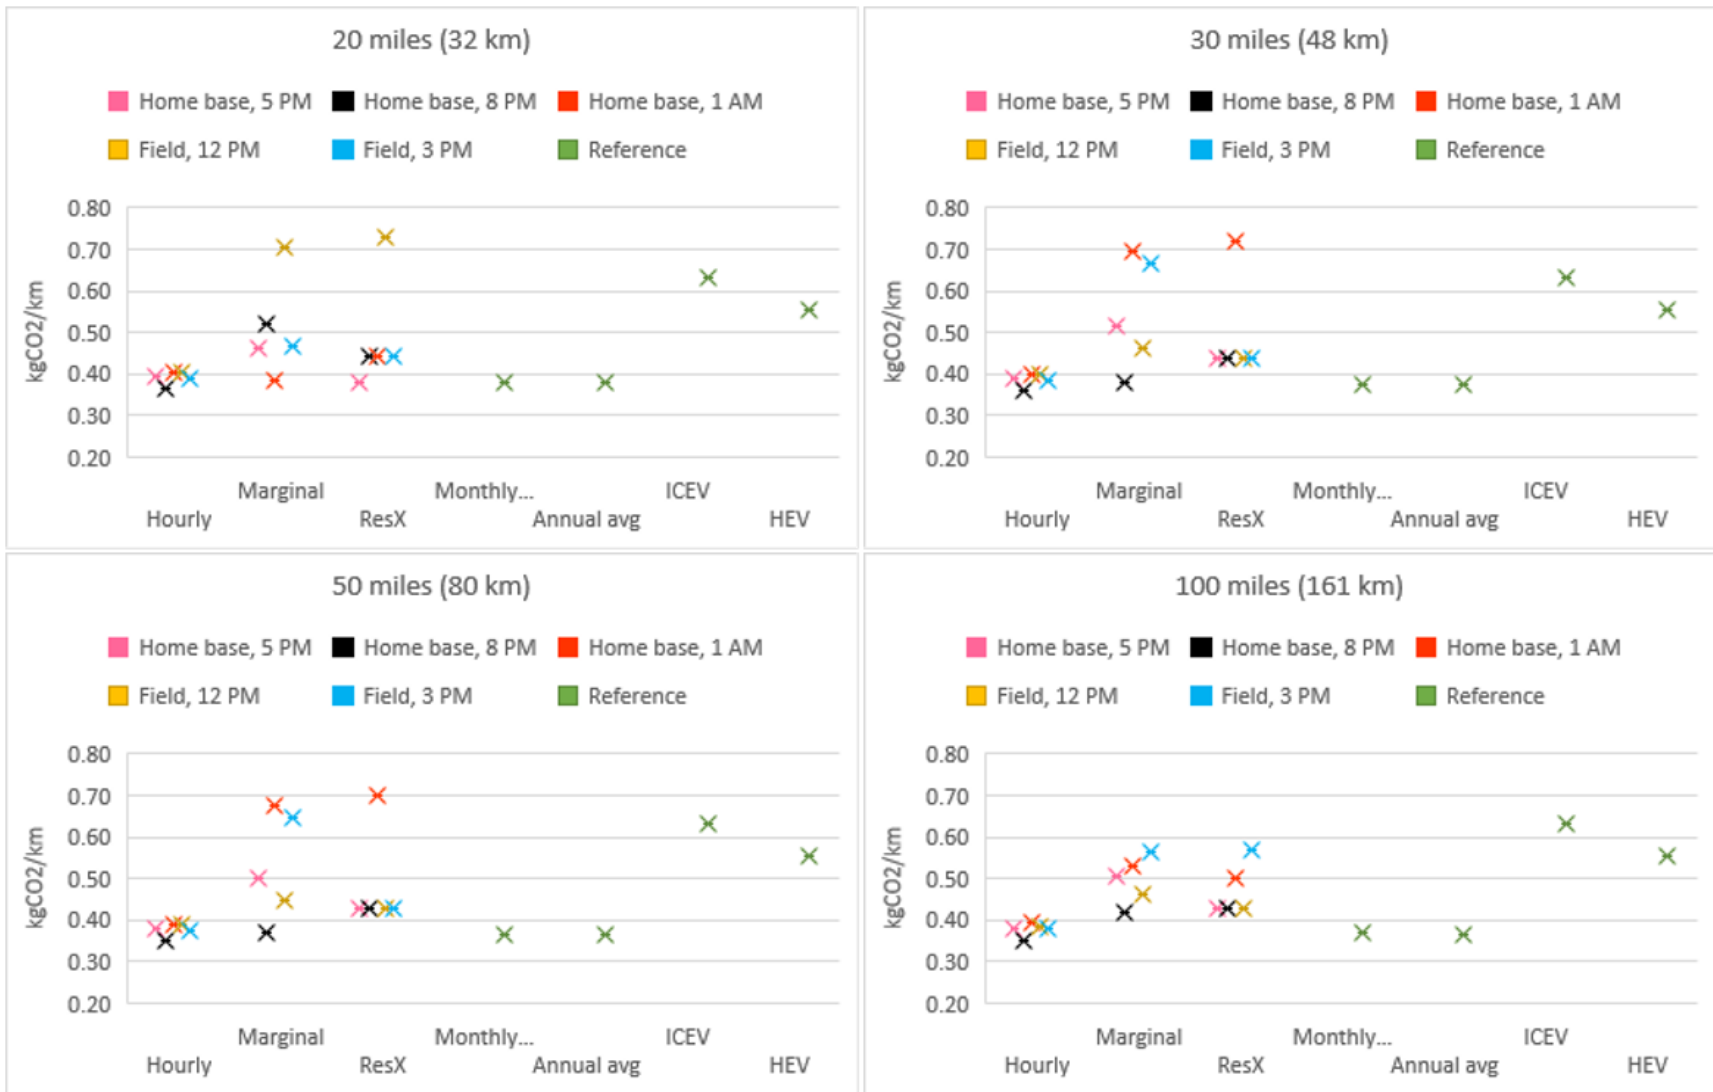 20 miles (32 km)
Home base, 5 PM Home base, 8 PM Home base, 1 AM
Field, 12 PM Field, 3 PM Reference
0.80
0.70
0.60
0.50
0.40
0.30
0.20
kgCO2/km
Marginal Monthly... ICEV
Hourly ResX Annual avg HEV
30 miles (48 km)
Home base, 5 PM Home base, 8 PM Home base, 1 AM
Field, 12 PM Field, 3 PM Reference
0.80
0.70
0.60
0.50
0.40
0.30
0.20
kgCO2/km
Marginal Monthly... ICEV
Hourly ResX Annual avg HEV
50 miles (80 km)
Home base, 5 PM Home base, 8 PM Home base, 1 AM
Field, 12 PM Field, 3 PM Reference
0.80
0.70
0.60
0.50
0.40
0.30
0.20
kgCO2/km
Marginal Monthly... ICEV
Hourly ResX Annual avg HEV
100 miles (161 km)
Home base, 5 PM Home base, 8 PM Home base, 1 AM
Field, 12 PM Field, 3 PM Reference
0.80
0.70
0.60
0.50
0.40
0.30
0.20
kgCO2/km
Marginal Monthly... ICEV
Hourly ResX Annual avg HEV